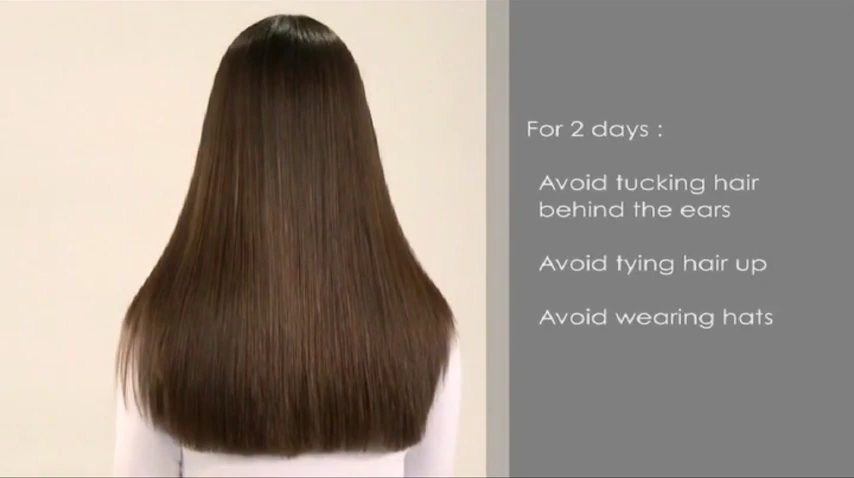 For 2 days :
Avoid tucking hair
behind the ears
Avoid tying hair up
Avoid wearing hats